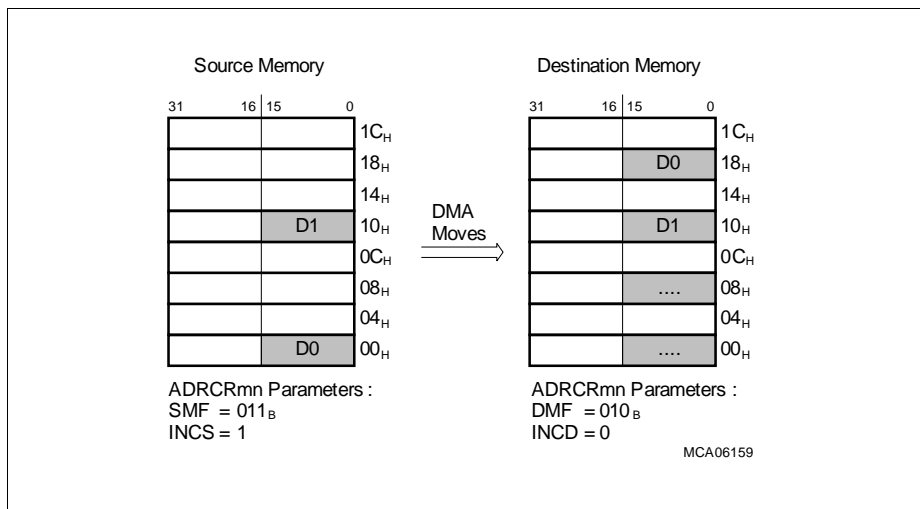 Source Memory
Destination Memory
31 16 15 0
31 16 15 0
1CH
18H
14H
D1 10H
0CH
08H
04H
D0 00H
DMA
Moves
1CH
D0 18H
14H
D1 10H
0CH
.... 08H
04H
.... 00H
ADRCRmn Parameters :
SMF = 011B
INCS = 1
ADRCRmn Parameters :
DMF = 010B
INCD = 0
MCA06159